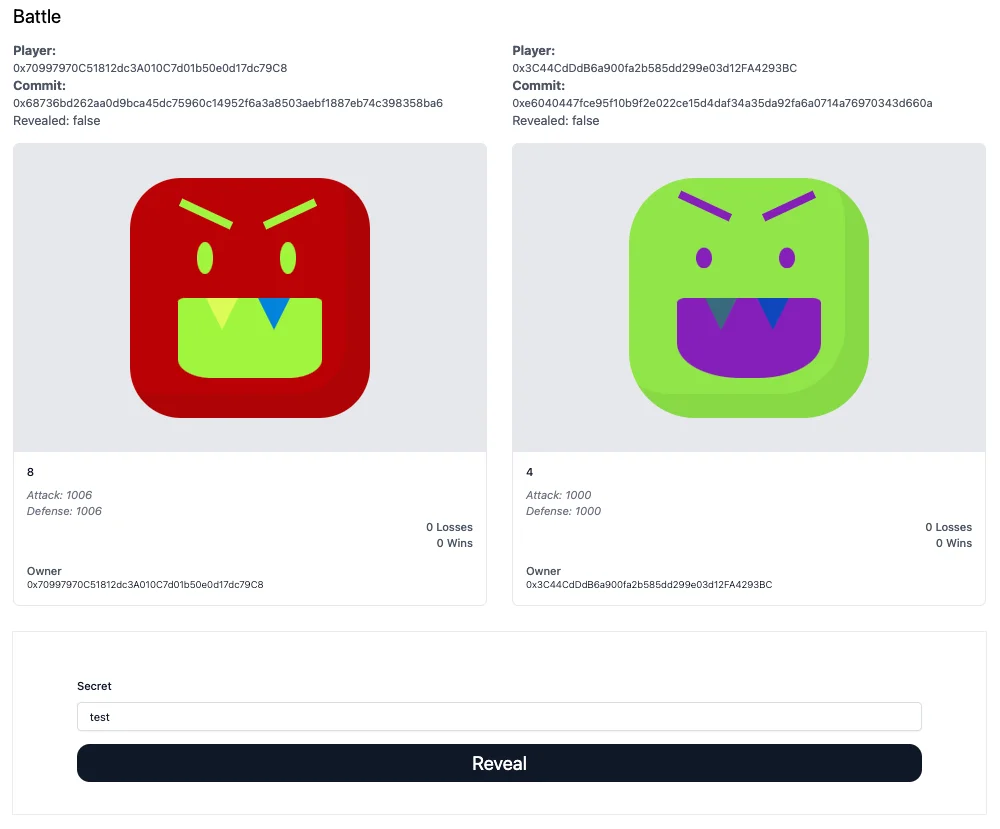 Battle
Player:
0x70997970C51812dc3A010C7d01b50e0d17dc79C8
Commit:
0x68736bd262aa0d9bca45dc75960c14952f6a3a8503aebf1887eb74c398358ba6
Revealed: false
Player:
0x3C44CdDdB6a900fa2b585dd299e03d12FA4293BC
Commit:
0xe6040447fce95f10b9f2e022ce15d4daf34a35da92fa6a0714a76970343d660a
Revealed: false
8
Attack: 1006
Defense: 1006
0 Losses
0 Wins
Owner
0x70997970C51812dc3A010C7d01b50e0d17dc79C8
4
Attack: 1000
Defense: 1000
0 Losses
0 Wins
Owner
0x3C44CdDdB6a900fa2b585dd299e03d12FA4293BC
Secret
test
Reveal